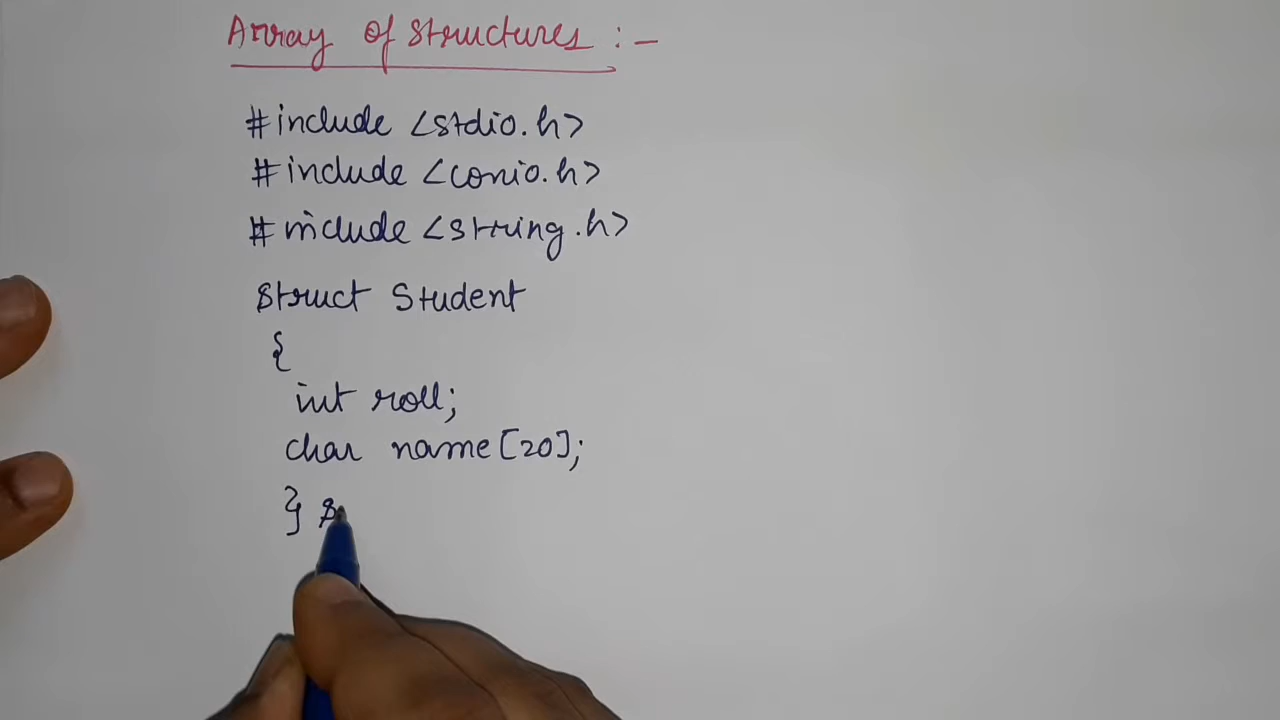 Array of Structures :-
#include <stdio.h>
#include <conio.h>
#include <string.h>
Struct Student
{
int roll;
char name[20];
} s